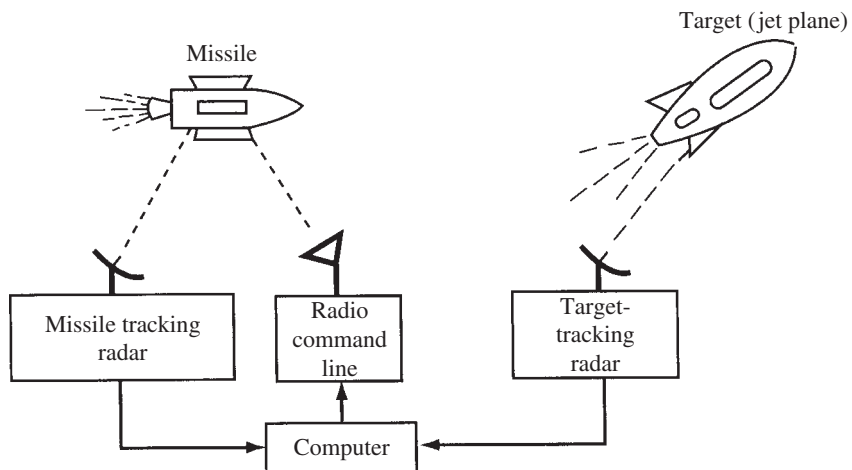 Target (jet plane)
Missile
Missile tracking
radar
Radio
command
line
Target-
tracking
radar
Computer